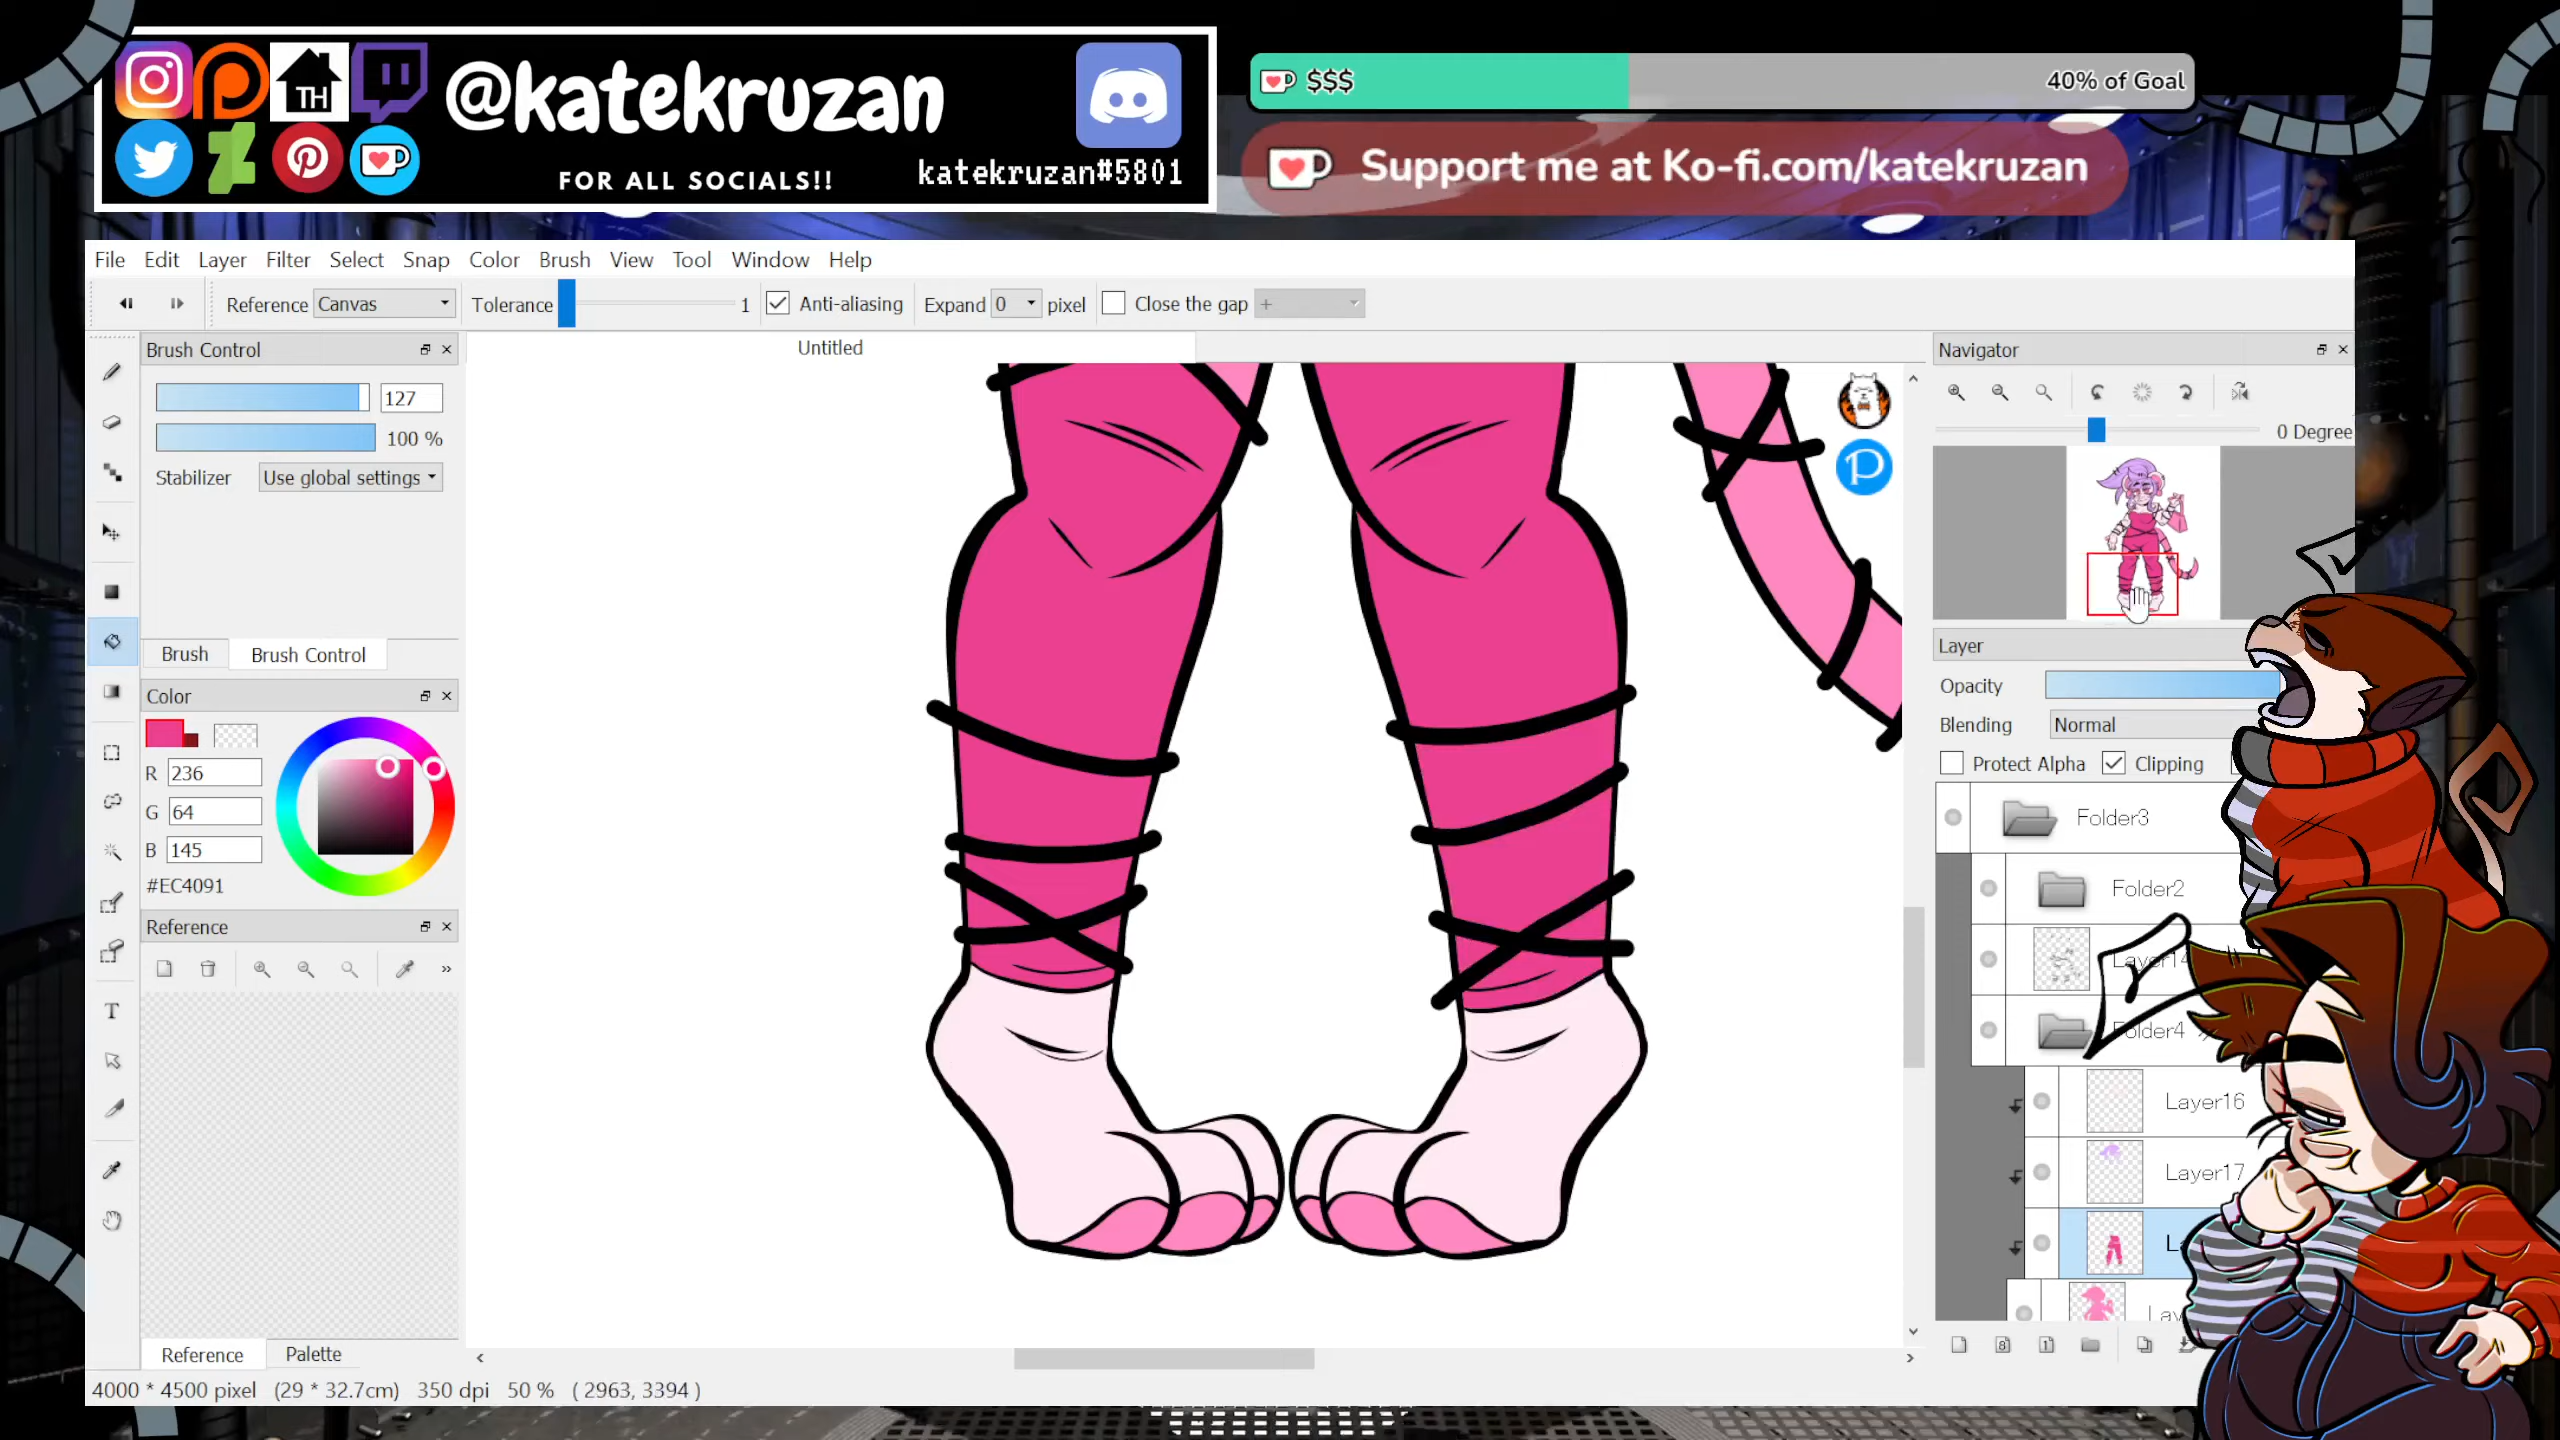 @katekruzan
FOR ALL SOCIALS!!
katekruzan#5801
TH
$$$
40% of Goal
Support me at Ko-fi.com/katekruzan
File Edit Layer Filter Select Snap Color Brush View Tool Window Help
Reference Canvas Tolerance 1 Anti-aliasing Expand 0 pixel Close the gap +
Brush Control
Untitled
Navigator
127
100 %
Stabilizer Use global settings
0 Degree
Brush Brush Control
Layer
Opacity
Blending Normal
Protect Alpha Clipping
Color
R 236
G 64
B 145
#EC4091
Folder3
Folder2
Layer14
Folder4
Layer16
Layer17
Reference
T
Reference Palette
4000 * 4500 pixel (29 * 32.7cm) 350 dpi 50 % ( 2963, 3394 )